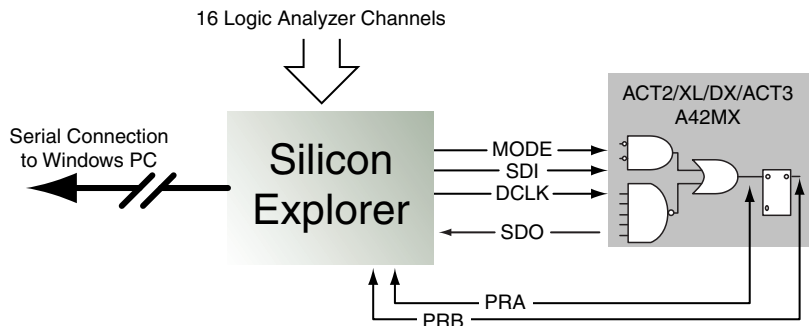 16 Logic Analyzer Channels
Serial Connection
to Windows PC
Silicon
Explorer
MODE
SDI
DCLK
SDO
ACT2/XL/DX/ACT3
A42MX
PRA
PRB